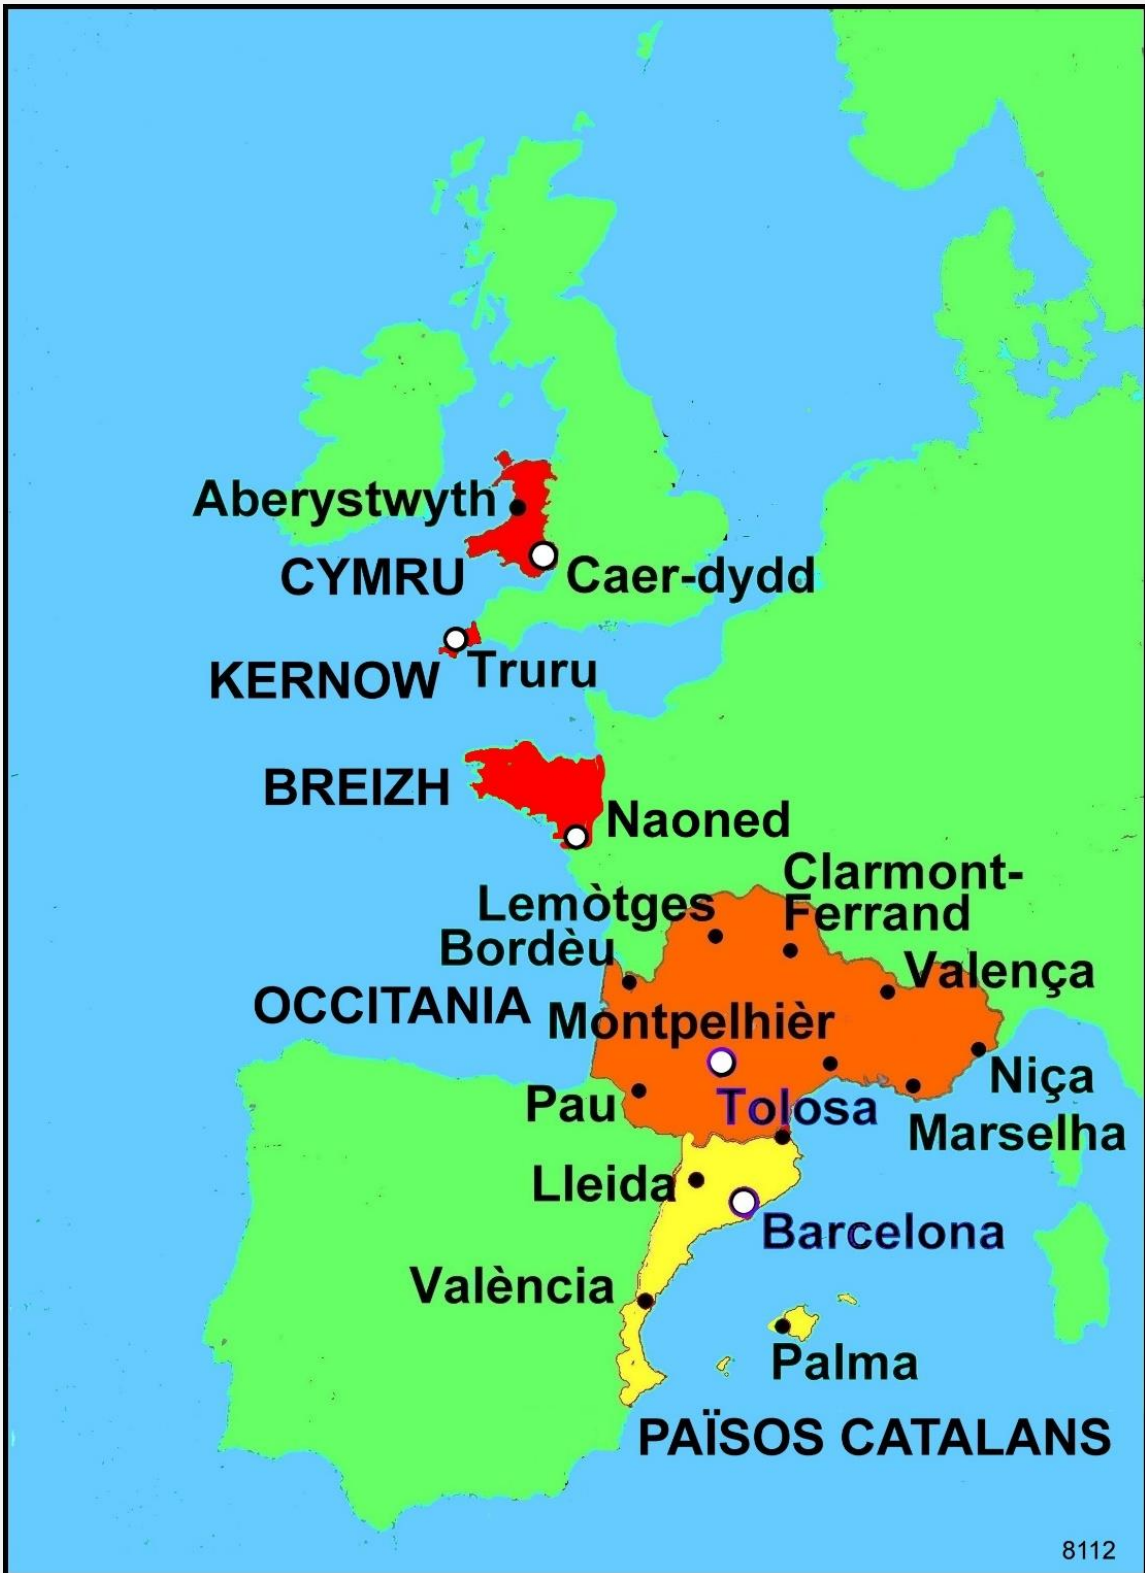 Aberystwyth
CYMRU
Caer-dydd
KERNOW
Truru
BREIZH
Naoned
Clarmont-
Ferrand
Lemòtges
Bordèu
Valença
OCCITANIA
Montpelhièr
Niça
Pau
Tolosa
Marselha
Lleida
Barcelona
València
Palma
PAÏSOS CATALANS
8112